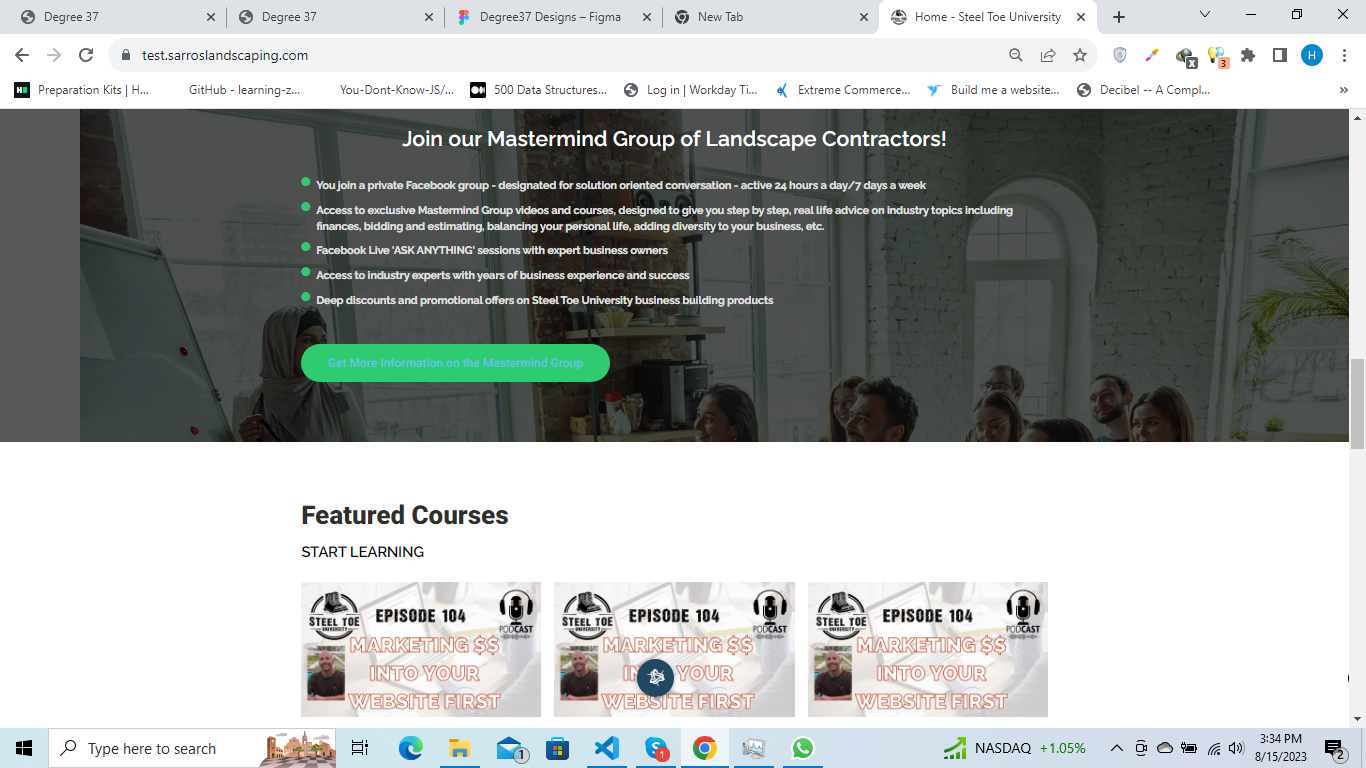 Degree 37
Degree 37
Degree37 Designs – Figma
New Tab
Home - Steel Toe University
test.sarroslandscaping.com
3
H
Preparation Kits | H...
GitHub - learning-z...
You-Dont-Know-JS/...
500 Data Structures...
Log in | Workday Ti...
Extreme Commerce...
Build me a website...
Decibel -- A Compl...
Join our Mastermind Group of Landscape Contractors!
You join a private Facebook group - designated for solution oriented conversation - active 24 hours a day/7 days a week
Access to exclusive Mastermind Group videos and courses, designed to give you step by step, real life advice on industry topics including
finances, bidding and estimating, balancing your personal life, adding diversity to your business, etc.
Facebook Live 'ASK ANYTHING' sessions with expert business owners
Access to industry experts with years of business experience and success
Deep discounts and promotional offers on Steel Toe University business building products
Get More Information on the Mastermind Group
Featured Courses
START LEARNING
STEEL TOE
UNIVERSITY
EPISODE 104
PODCAST
MARKETING $$
INTO YOUR
WEBSITE FIRST
STEEL TOE
UNIVERSITY
EPISODE 104
PODCAST
MARKETING $$
YOUR
WEBSITE FIRST
STEEL TOE
UNIVERSITY
EPISODE 104
PODCAST
MARKETING $$
INTO YOUR
WEBSITE FIRST
Type here to search
1
1
NASDAQ +1.05%
3:34 PM
8/15/2023
2